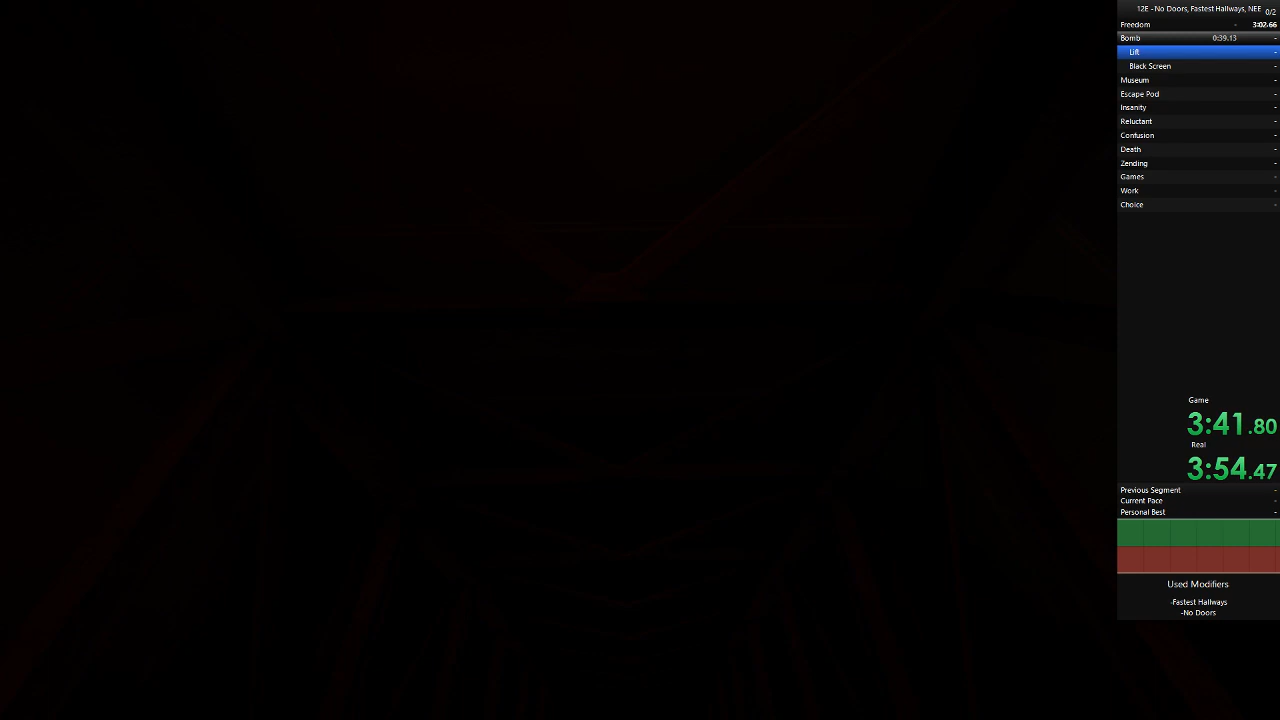 12E - No Doors, Fastest Hallways, NEE 0/2
Freedom - 3:02.66
Bomb 0:39.13 -
Lift -
Black Screen -
Museum -
Escape Pod -
Insanity -
Reluctant -
Confusion -
Death -
Zending -
Games -
Work -
Choice -
Game
3:41.80
Real
3:54.47
Previous Segment -
Current Pace -
Personal Best -
Used Modifiers
-Fastest Hallways
-No Doors